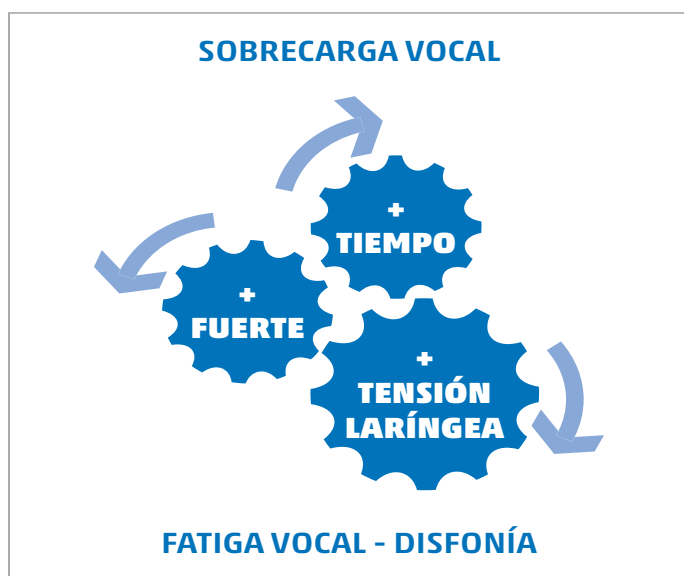 SOBRECARGA VOCAL
+
TIEMPO
+
FUERTE
+
TENSIÓN
LARÍNGEA
FATIGA VOCAL - DISFONÍA